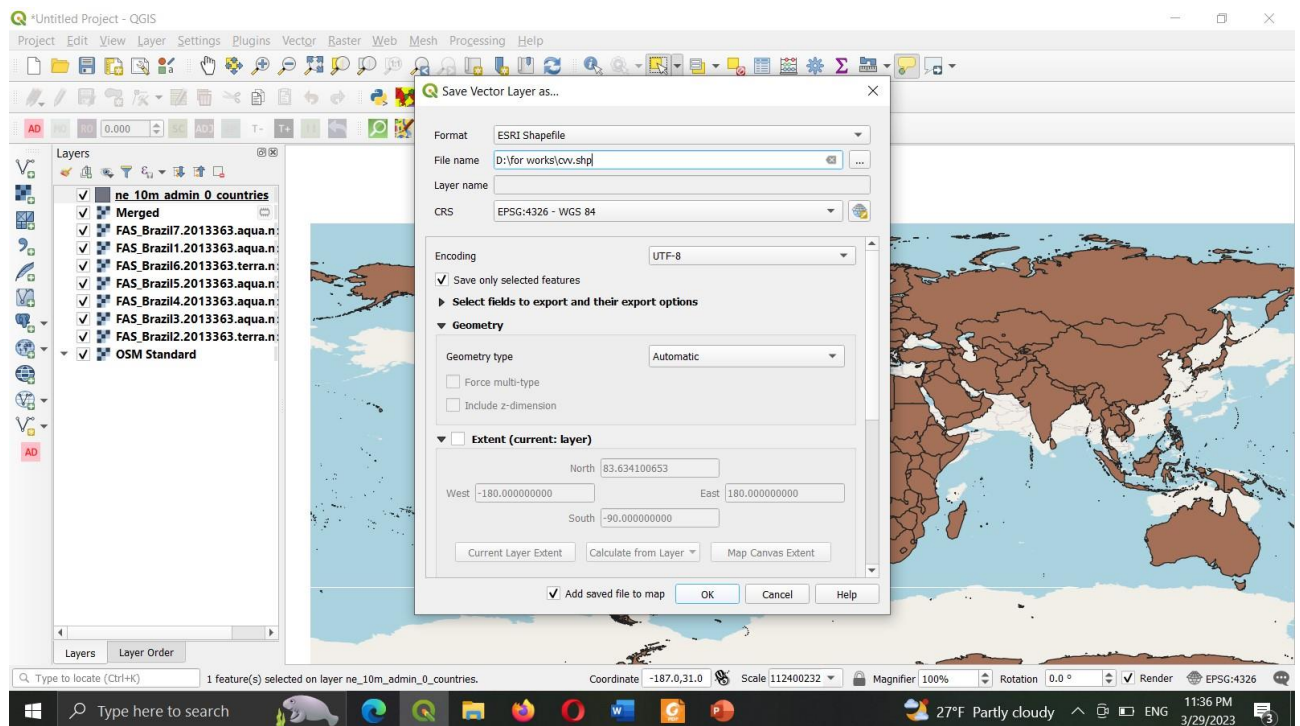 *Untitled Project - QGIS
Project Edit View Layer Settings Plugins Vector Raster Web Mesh Processing Help
Save Vector Layer as...
AD
0.000
T-
T+
Format ESRI Shapefile
File name D:\for works\cvv.shp ...
Layer name
CRS EPSG:4326 - WGS 84
Layers
ne_10m_admin_0_countries
Merged
FAS_Brazil7.2013363.aqua.n
FAS_Brazil1.2013363.aqua.n
FAS_Brazil6.2013363.terra.n
FAS_Brazil5.2013363.aqua.n
FAS_Brazil4.2013363.aqua.n
FAS_Brazil3.2013363.aqua.n
FAS_Brazil2.2013363.terra.n
OSM Standard
AD
Encoding UTF-8
Save only selected features
Select fields to export and their export options
Geometry
Geometry type Automatic
Force multi-type
Include z-dimension
Extent (current: layer)
North 83.634100653
West -180.000000000 East 180.000000000
South -90.000000000
Current Layer Extent Calculate from Layer Map Canvas Extent
Add saved file to map OK Cancel Help
Layers Layer Order
Type to locate (Ctrl+K) 1 feature(s) selected on layer ne_10m_admin_0_countries. Coordinate -187.0,31.0 Scale 112400232 Magnifier 100% Rotation 0.0 ° Render EPSG:4326
Type here to search 27°F Partly cloudy ENG 11:36 PM
3/29/2023 3